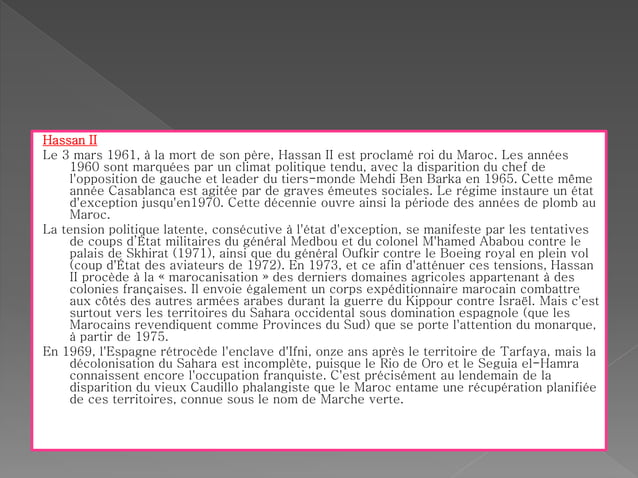 Hassan II
Le 3 mars 1961, à la mort de son père, Hassan II est proclamé roi du Maroc. Les années
1960 sont marquées par un climat politique tendu, avec la disparition du chef de
l'opposition de gauche et leader du tiers-monde Mehdi Ben Barka en 1965. Cette même
année Casablanca est agitée par de graves émeutes sociales. Le régime instaure un état
d'exception jusqu'en1970. Cette décennie ouvre ainsi la période des années de plomb au
Maroc.
La tension politique latente, consécutive à l'état d'exception, se manifeste par les tentatives
de coups d'État militaires du général Medbou et du colonel M'hamed Ababou contre le
palais de Skhirat (1971), ainsi que du général Oufkir contre le Boeing royal en plein vol
(coup d'État des aviateurs de 1972). En 1973, et ce afin d'atténuer ces tensions, Hassan
II procède à la « marocanisation » des derniers domaines agricoles appartenant à des
colonies françaises. Il envoie également un corps expéditionnaire marocain combattre
aux côtés des autres armées arabes durant la guerre du Kippour contre Israël. Mais c'est
surtout vers les territoires du Sahara occidental sous domination espagnole (que les
Marocains revendiquent comme Provinces du Sud) que se porte l'attention du monarque,
à partir de 1975.
En 1969, l'Espagne rétrocède l'enclave d'Ifni, onze ans après le territoire de Tarfaya, mais la
décolonisation du Sahara est incomplète, puisque le Rio de Oro et le Seguia el-Hamra
connaissent encore l'occupation franquiste. C'est précisément au lendemain de la
disparition du vieux Caudillo phalangiste que le Maroc entame une récupération planifiée
de ces territoires, connue sous le nom de Marche verte.